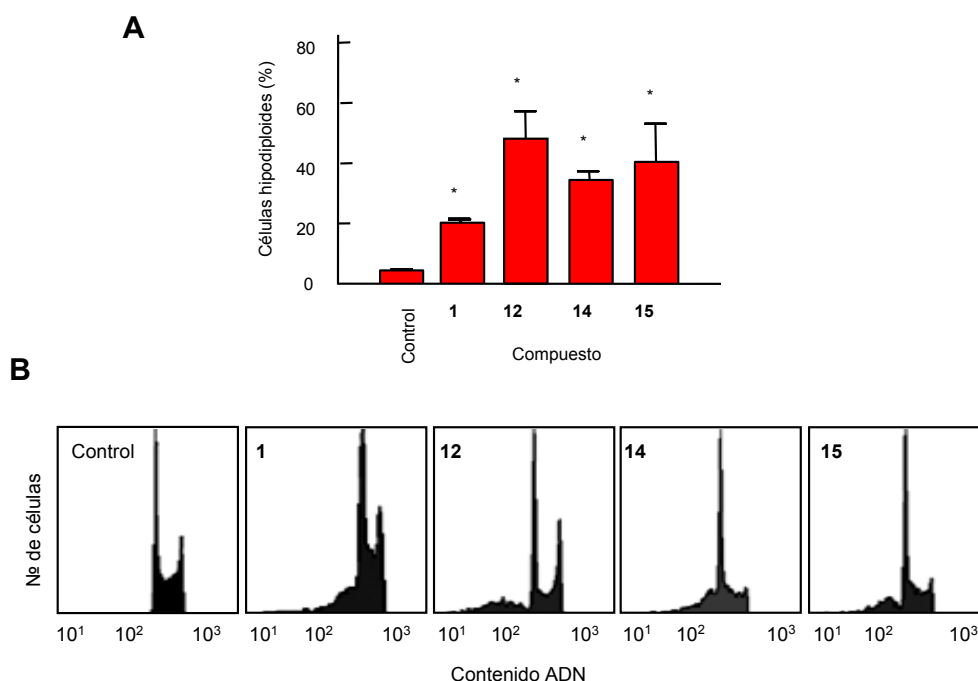 A
Células hipodiploides (%)
80
60
40
20
0
* * * *
Control 1 12 14 15
Compuesto
B
Nº de células
Control 1 12 14 15
10¹ 10² 10³ 10¹ 10² 10³ 10¹ 10² 10³ 10¹ 10² 10³ 10¹ 10² 10³
Contenido ADN